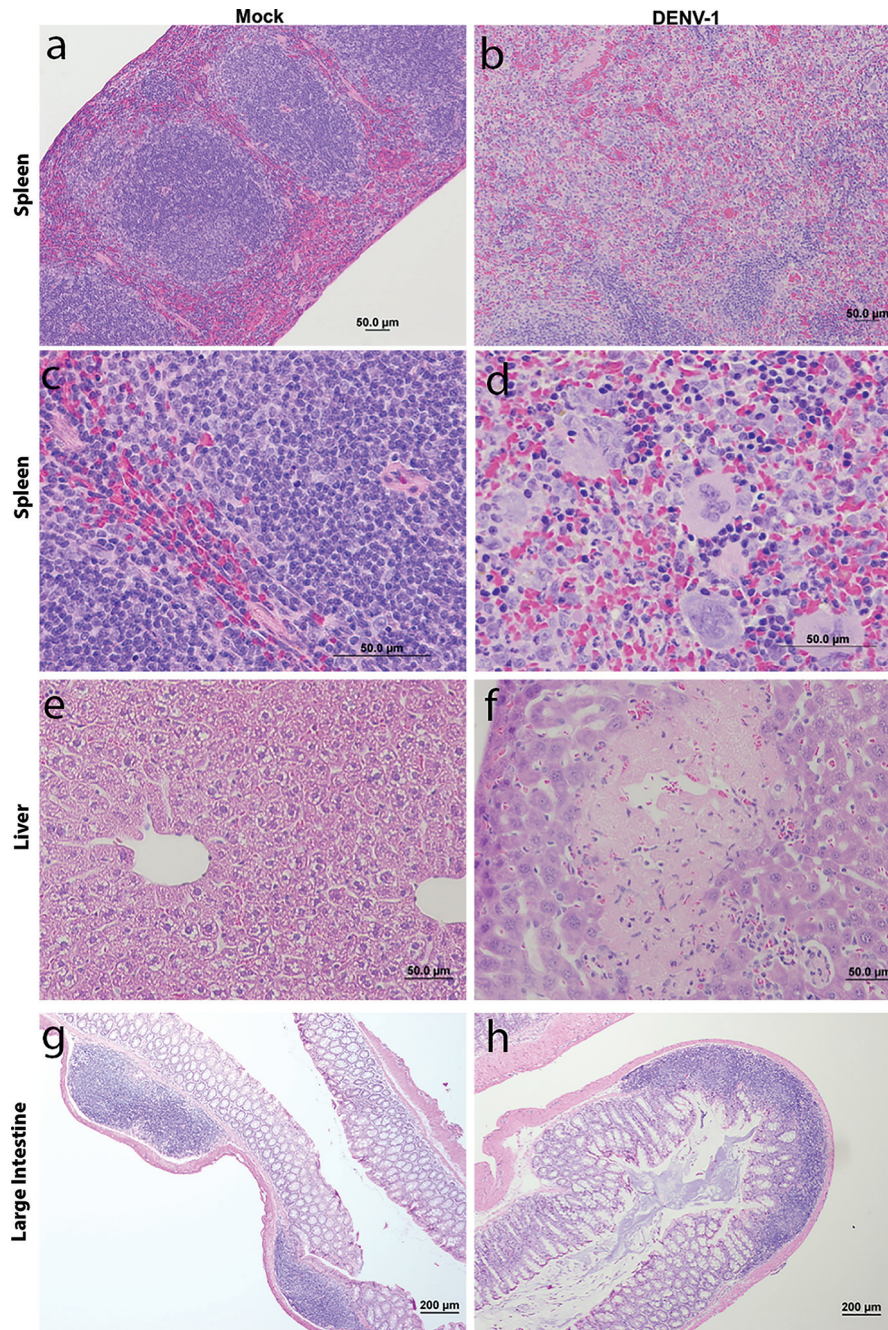 Mock
DENV-1
a
b
Spleen
50.0 µm
50.0 µm
c
d
Spleen
50.0 µm
50.0 µm
e
f
Liver
50.0 µm
50.0 µm
g
h
Large Intestine
200 µm
200 µm